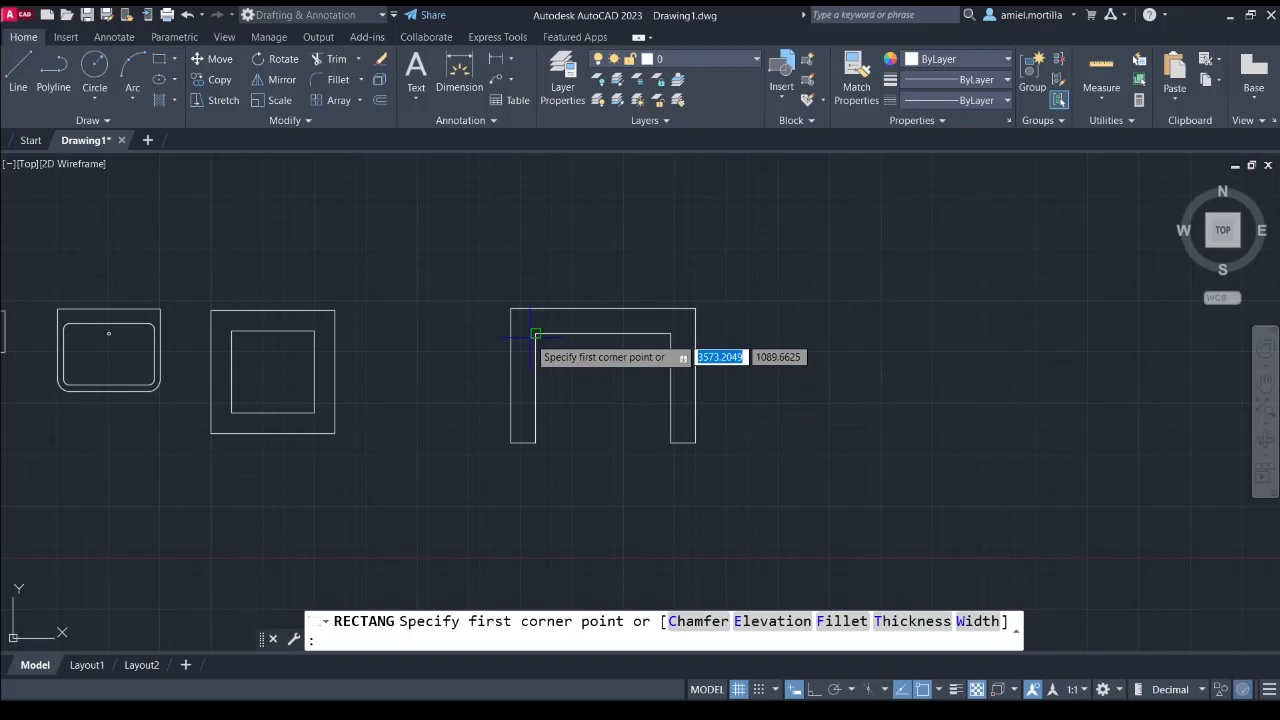 A CAD Drafting & Annotation Share Autodesk AutoCAD 2023 Drawing1.dwg Type a keyword or phrase amiel.mortilla
Home Insert Annotate Parametric View Manage Output Add-ins Collaborate Express Tools Featured Apps
Line Polyline Circle Arc
Move Rotate Trim
Copy Mirror Fillet
Stretch Scale Array
Text Dimension Table
Layer Properties
0
Insert
Match Properties
ByLayer
ByLayer
ByLayer
Group
Measure
Paste
Base
Draw Modify Annotation Layers Block Properties Groups Utilities Clipboard View
Start Drawing1* +
[−][Top][2D Wireframe]
N
W TOP E
S
WCS
Specify first corner point or 3573.2049 1089.6625
Y
X
RECTANG Specify first corner point or [Chamfer Elevation Fillet Thickness Width]
:
Model Layout1 Layout2 +
MODEL 1:1 Decimal